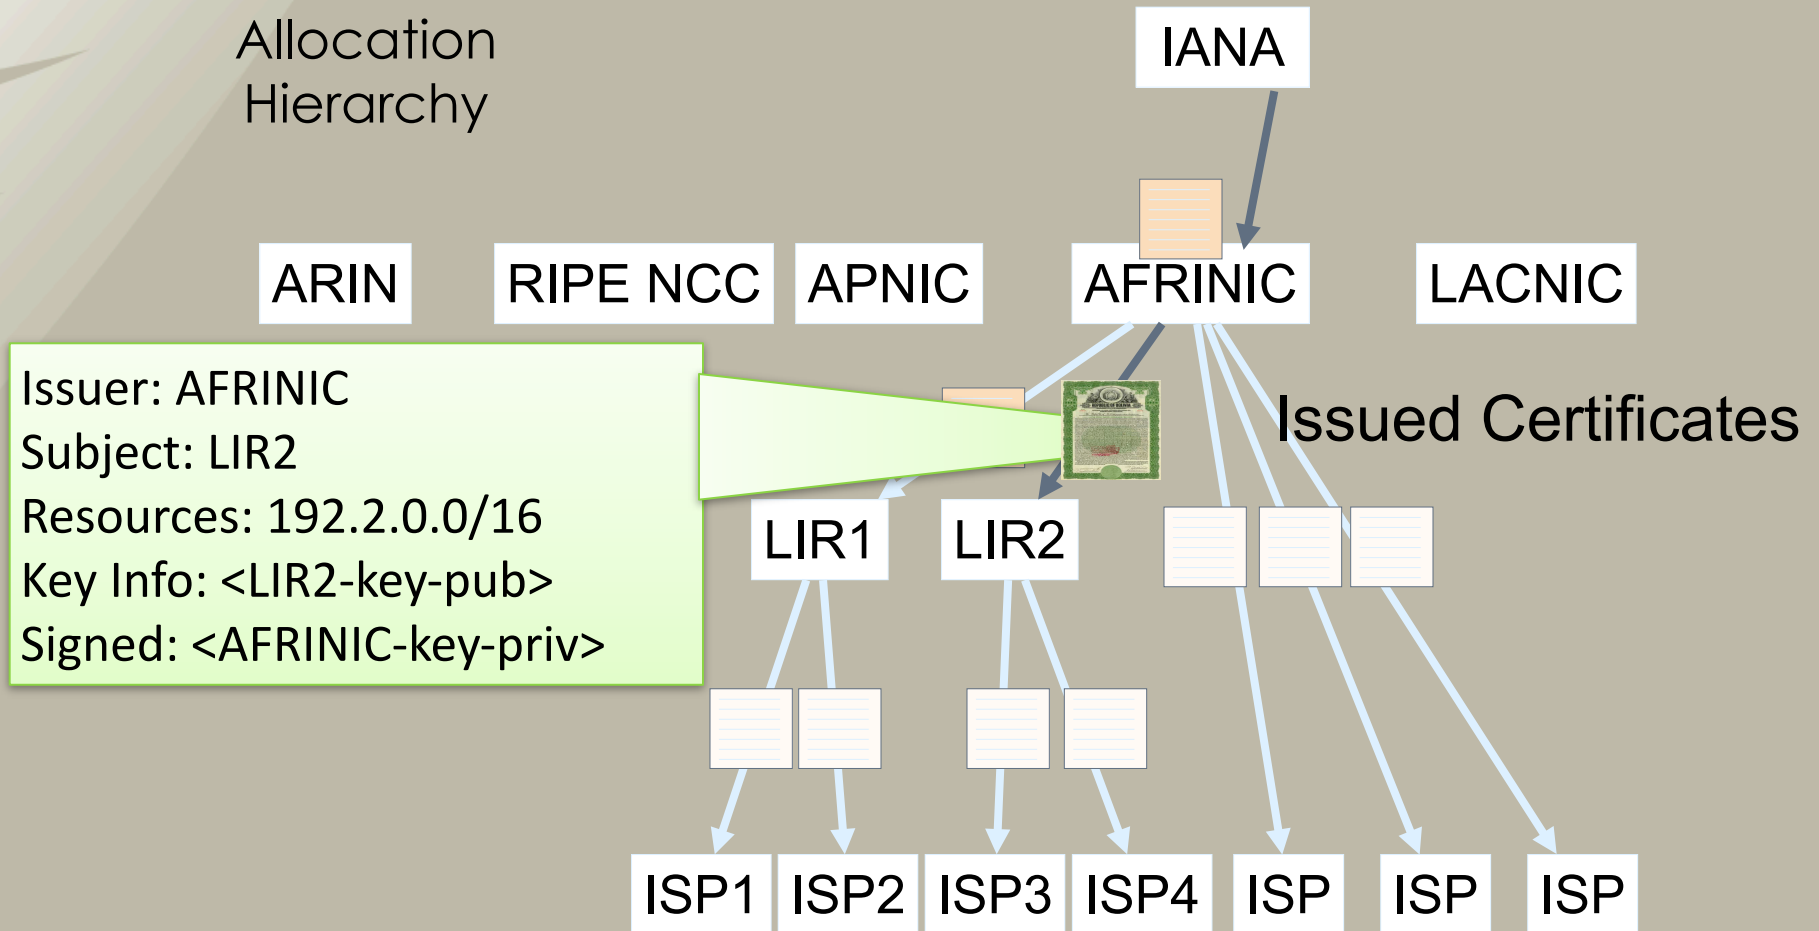 Allocation
Hierarchy
IANA
ARIN
RIPE NCC
APNIC
AFRINIC
LACNIC
Issuer: AFRINIC
Subject: LIR2
Resources: 192.2.0.0/16
Key Info: <LIR2-key-pub>
Signed: <AFRINIC-key-priv>
Issued Certificates
LIR1
LIR2
ISP1
ISP2
ISP3
ISP4
ISP
ISP
ISP